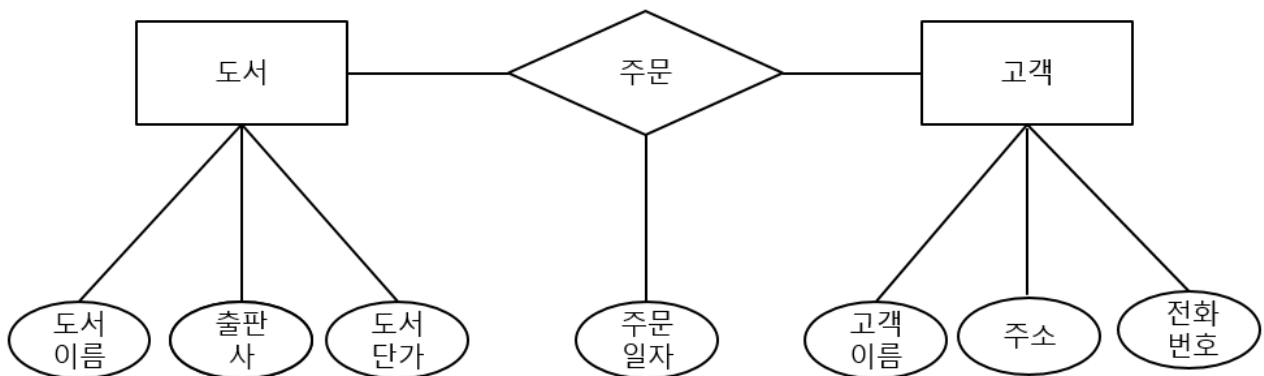 도서
주문
고객
도서
이름
출판
사
도서
단가
주문
일자
고객
이름
주소
전화
번호